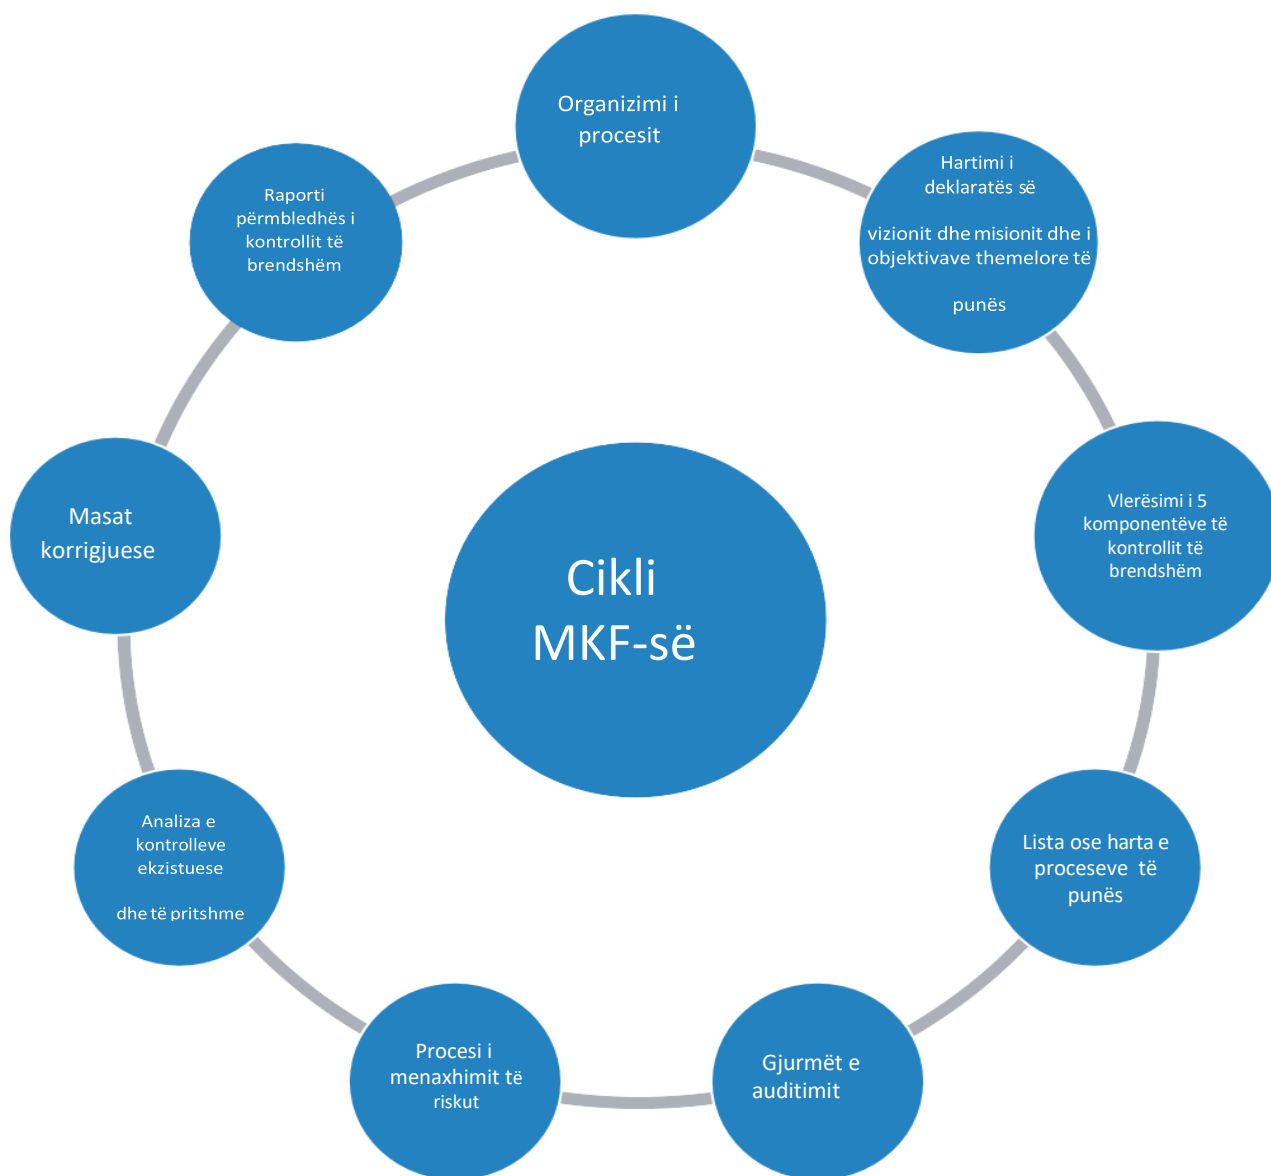 Organizimi i
procesit
Hartimi i
deklaratës së
vizionit dhe misionit dhe i
objektivave themelore të
punës
Vlerësimi i 5
komponentëve të
kontrollit të
brendshëm
Lista ose harta e
proceseve të
punës
Gjurmët e
auditimit
Procesi i
menaxhimit të
riskut
Analiza e
kontrolleve
ekzistuese
dhe të pritshme
Masat
korrigjuese
Raporti
përmbledhës i
kontrollit të
brendshëm
Cikli
MKF-së